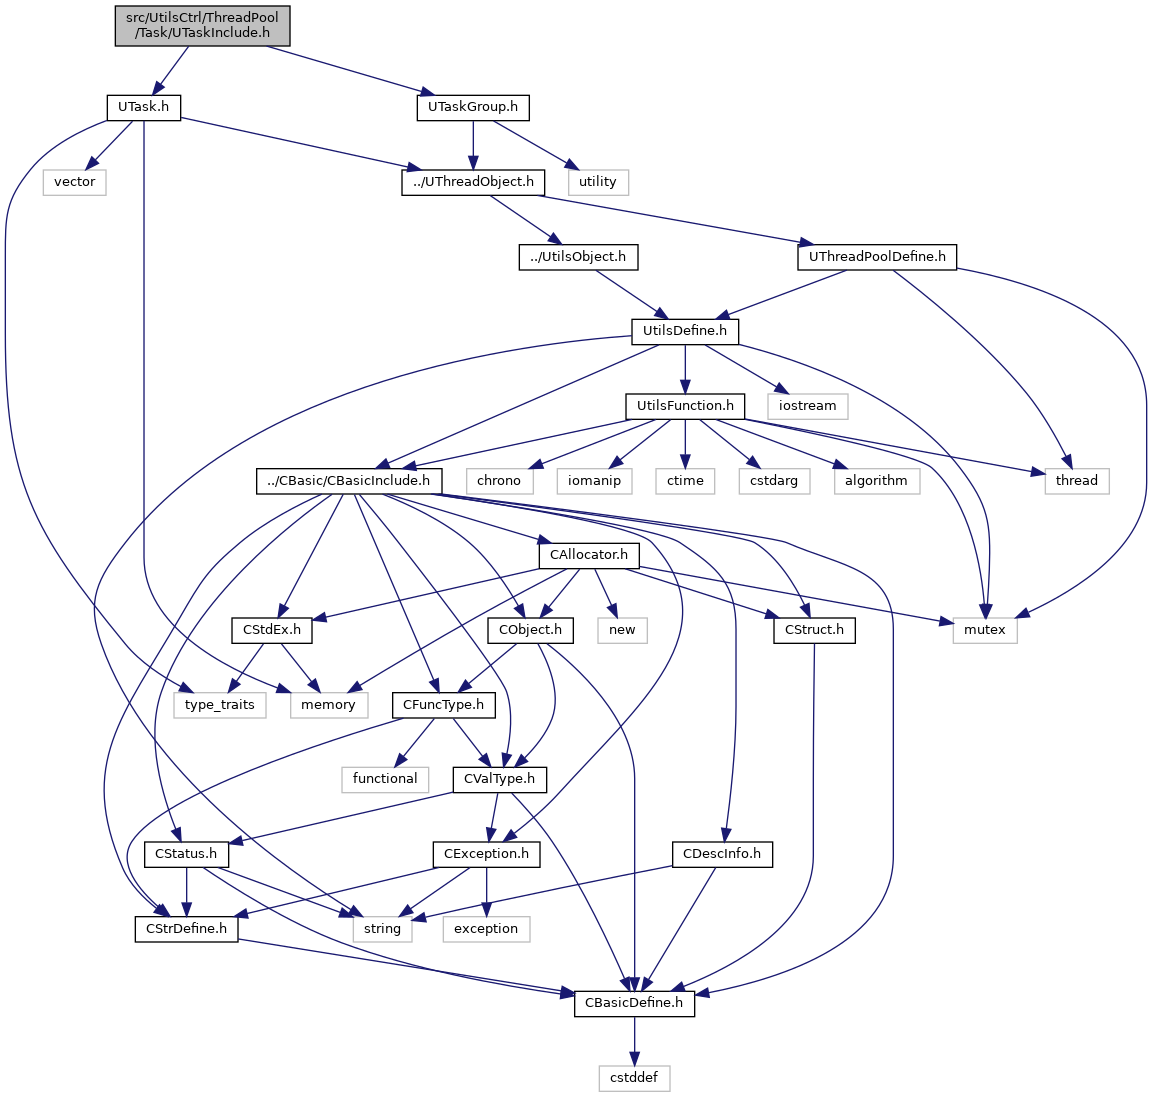 src/UtilsCtrl/ThreadPool
/Task/UTaskInclude.h
UTask.h
UTaskGroup.h
vector
../UThreadObject.h
utility
../UtilsObject.h
UThreadPoolDefine.h
UtilsDefine.h
UtilsFunction.h
iostream
../CBasic/CBasicInclude.h
chrono
iomanip
ctime
cstdarg
algorithm
thread
CAllocator.h
CStdEx.h
CObject.h
new
CStruct.h
mutex
type_traits
memory
CFuncType.h
functional
CValType.h
CStatus.h
CException.h
CDescInfo.h
CStrDefine.h
string
exception
CBasicDefine.h
cstddef